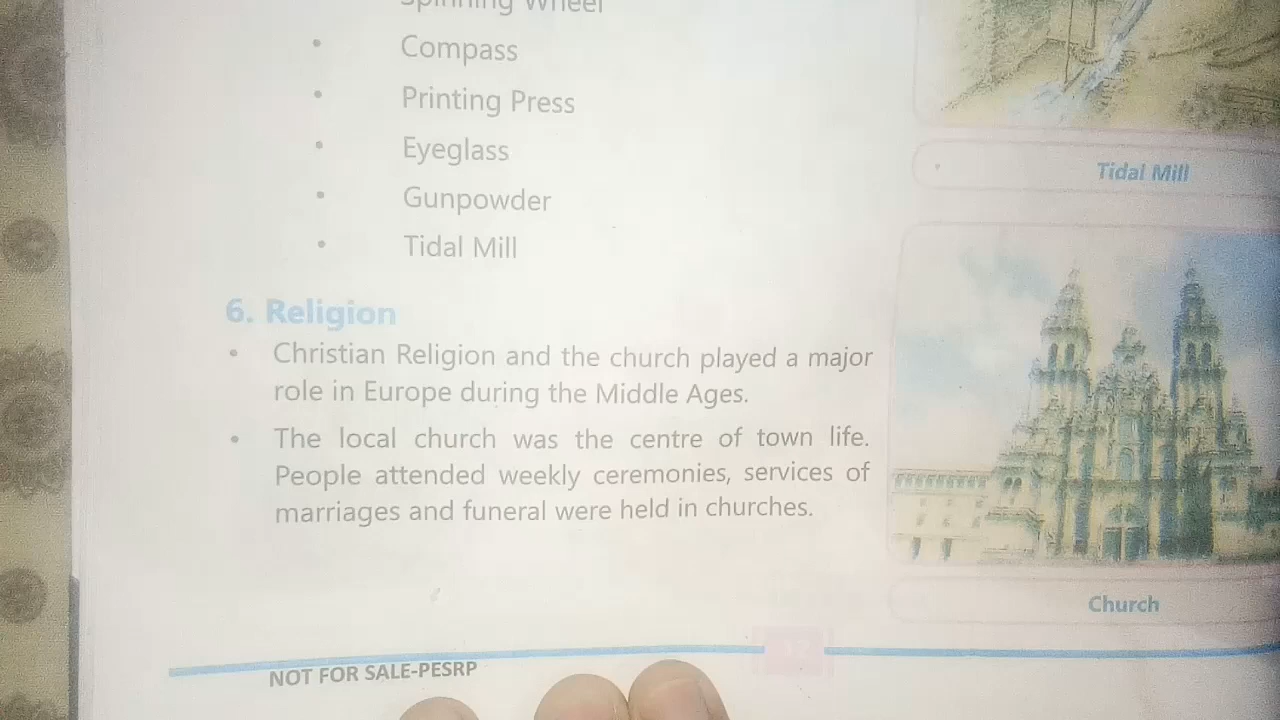 Spinning Wheel
• Compass
• Printing Press
• Eyeglass
• Gunpowder
• Tidal Mill
Tidal Mill
6. Religion
• Christian Religion and the church played a major
role in Europe during the Middle Ages.
• The local church was the centre of town life.
People attended weekly ceremonies, services of
marriages and funeral were held in churches.
Church
NOT FOR SALE-PESRP